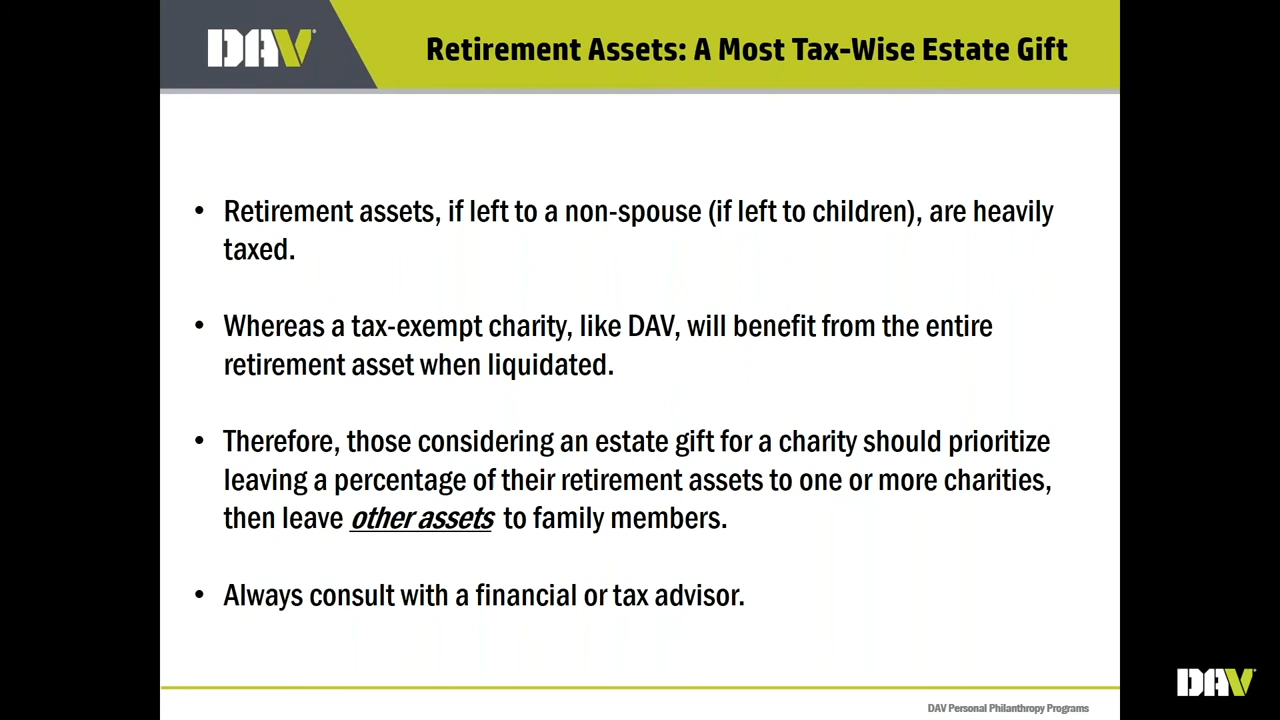 DAV
Retirement Assets: A Most Tax-Wise Estate Gift
• Retirement assets, if left to a non-spouse (if left to children), are heavily
taxed.
• Whereas a tax-exempt charity, like DAV, will benefit from the entire
retirement asset when liquidated.
• Therefore, those considering an estate gift for a charity should prioritize
leaving a percentage of their retirement assets to one or more charities,
then leave other assets to family members.
• Always consult with a financial or tax advisor.
DAV Personal Philanthropy Programs
DAV